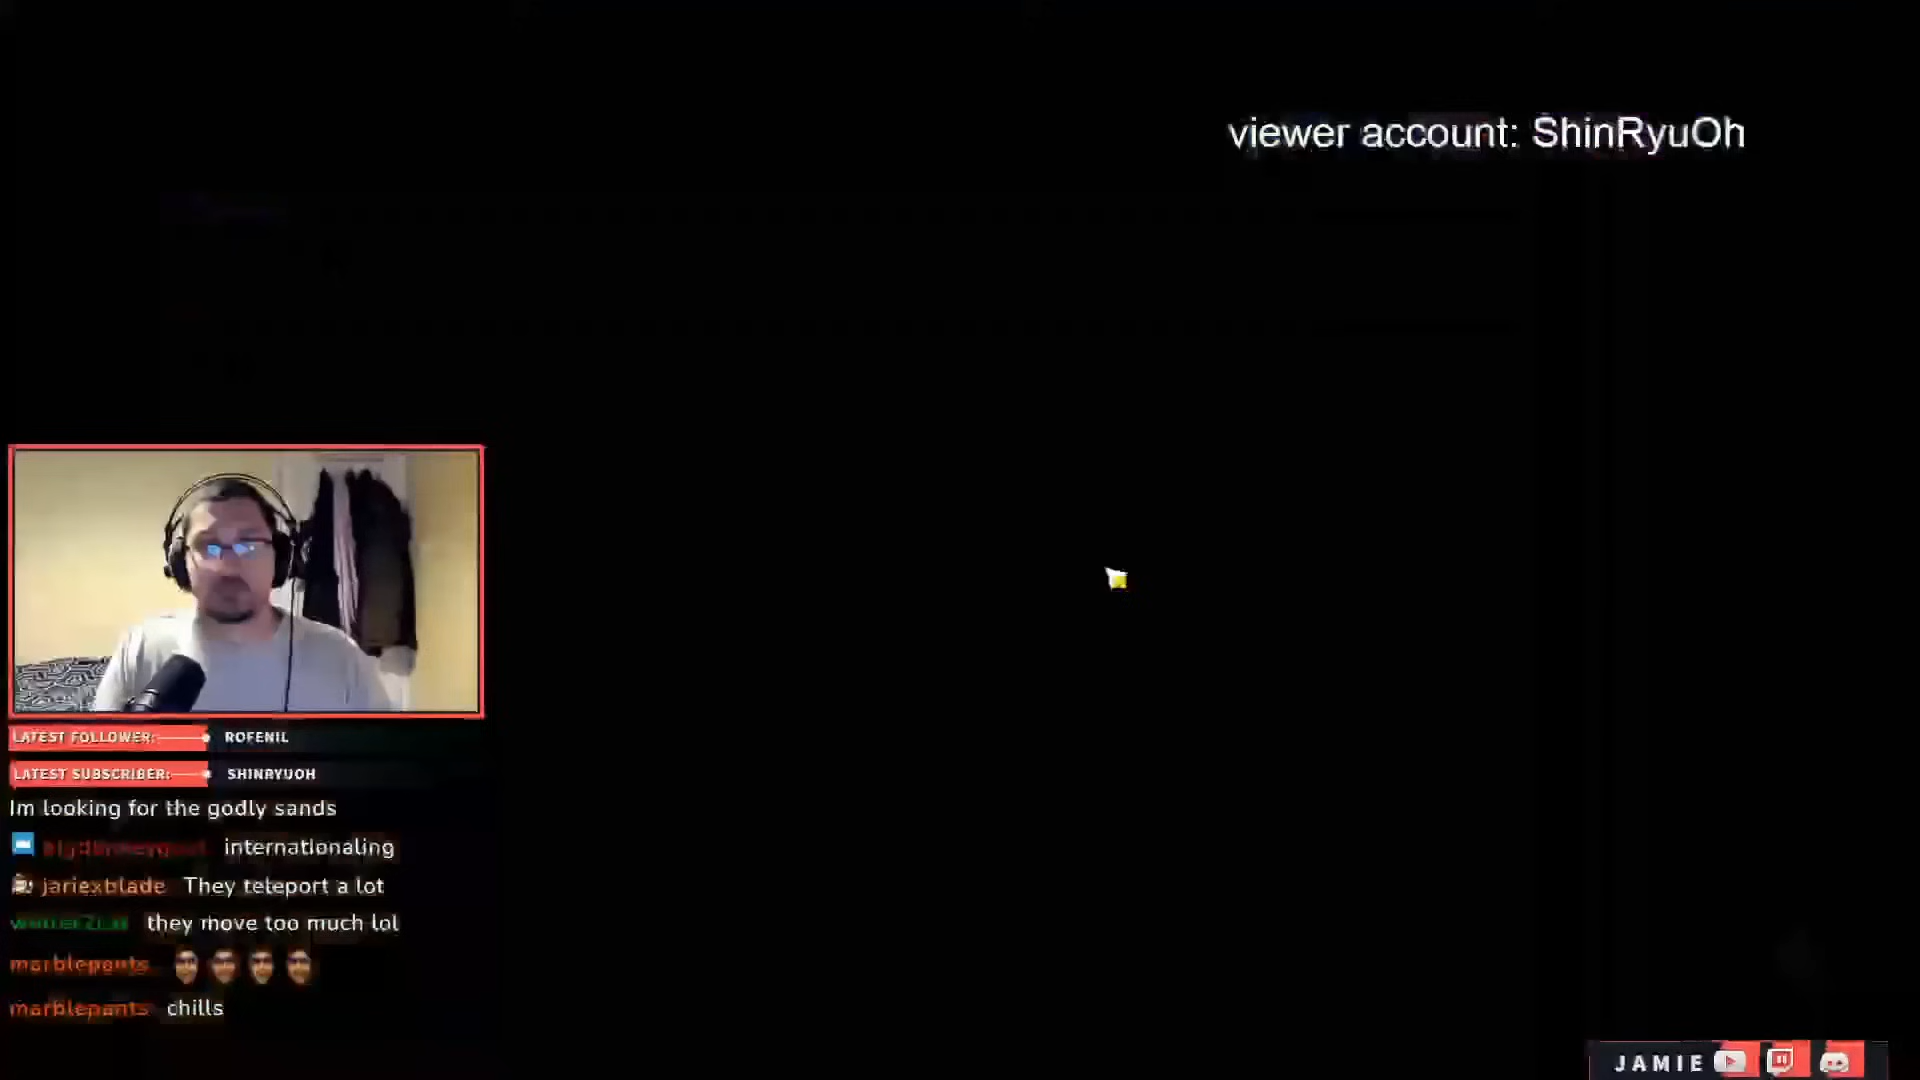 viewer account: ShinRyuOh
LATEST FOLLOWER: ROFENIL
LATEST SUBSCRIBER: SHINRYUOH
Im looking for the godly sands
internationaling
jariexblade They teleport a lot
they move too much lol
marblepants
marblepants chills
JAMIE